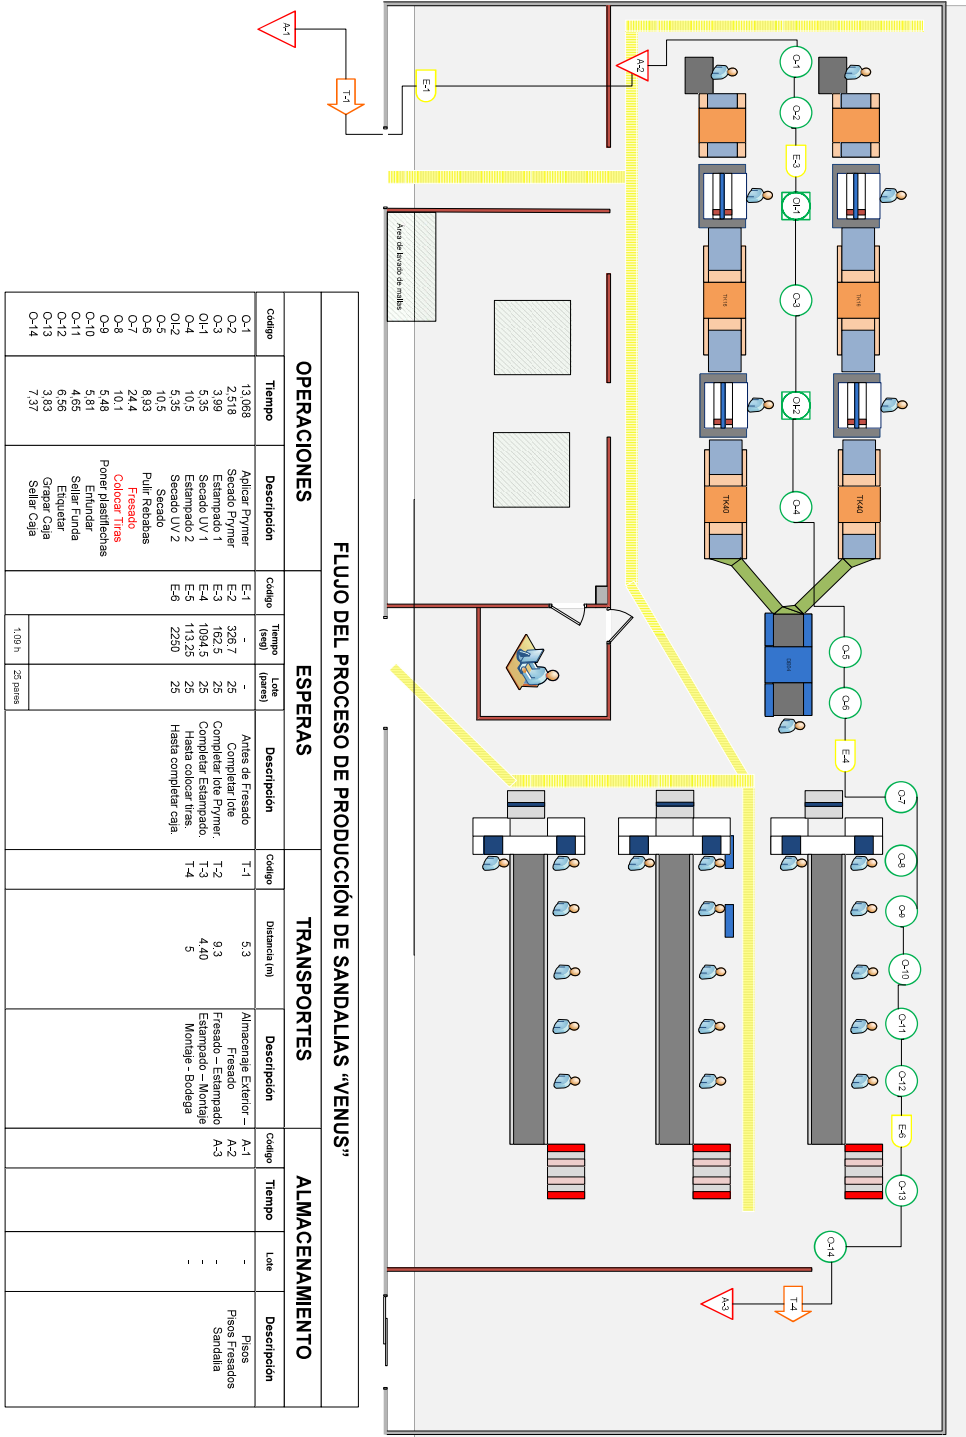 A-1
T-1
E-1
A-2
O-1
O-2
E-3
OI-1
O-3
OI-2
O-4
O-5
O-6
E-4
O-7
O-8
O-9
O-10
O-11
O-12
E-6
O-13
O-14
T-4
A-3
TK40
TK40
Área de lavado de mallas
FLUJO DEL PROCESO DE PRODUCCIÓN DE SANDALIAS “VENUS”
OPERACIONES
Código Tiempo Descripción
O-1 13,068 Aplicar Prymer
O-2 2,518 Secado Prymer
O-3 3,99 Estampado 1
OI-1 5,35 Secado UV 1
O-4 10,5 Estampado 2
OI-2 5,35 Secado UV 2
O-5 10,5 Secado
O-6 8,93 Pulir Rebabas
O-7 24,4 Fresado
O-8 10,1 Colocar Tiras
O-9 5,48 Poner plastiflechas
O-10 5,81 Enfundar
O-11 4,65 Sellar Funda
O-12 6,56 Etiquetar
O-13 3,83 Grapar Caja
O-14 7,37 Sellar Caja
ESPERAS
Código Tiempo (seg) Lote (pares) Descripción
E-1 - - Antes de Fresado
E-2 326,7 25 Completar lote
E-3 162,5 25 Completar lote Prymer.
E-4 1094,5 25 Completar Estampado.
E-5 113,25 25 Hasta colocar tiras.
E-6 2250 25 Hasta completar caja.
1,09 h 25 pares
TRANSPORTES
Código Distancia (m) Descripción
T-1 5,3 Almacenaje Exterior –
Fresado
T-2 9,3 Fresado – Estampado
T-3 4,40 Estampado – Montaje
T-4 5 Montaje - Bodega
ALMACENAMIENTO
Código Tiempo Lote Descripción
A-1 - Pisos
A-2 - Pisos Fresados
A-3 - Sandalia
-
-